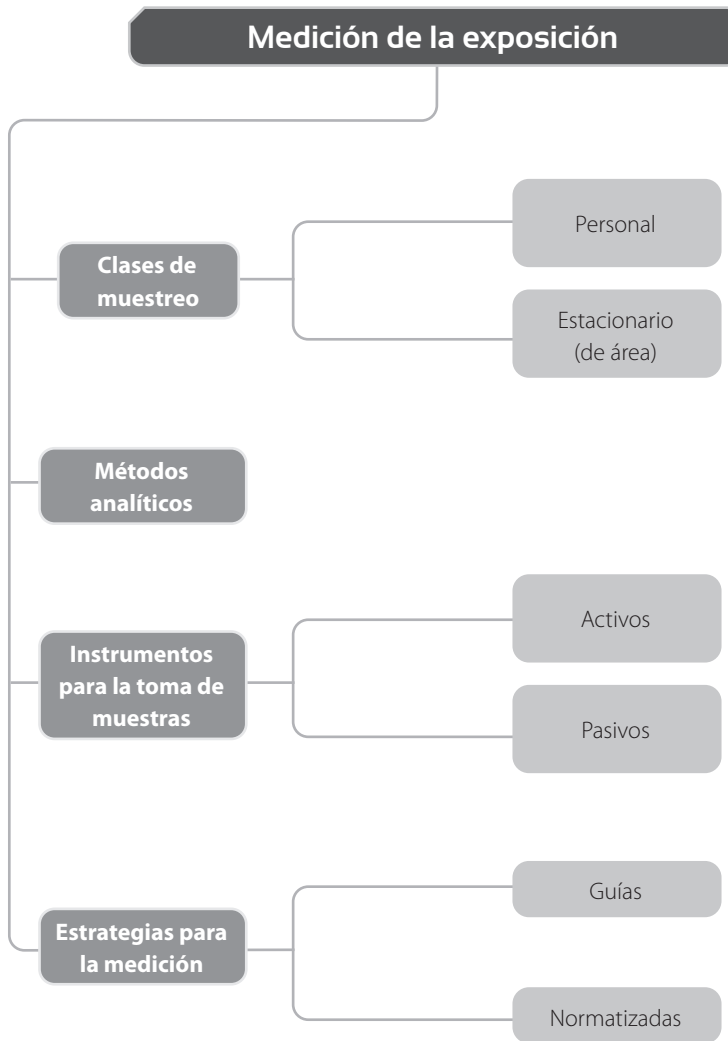 Medición de la exposición
Clases de
muestreo
Personal
Estacionario
(de área)
Métodos
analíticos
Instrumentos
para la toma de
muestras
Activos
Pasivos
Estrategias para
la medición
Guías
Normatizadas